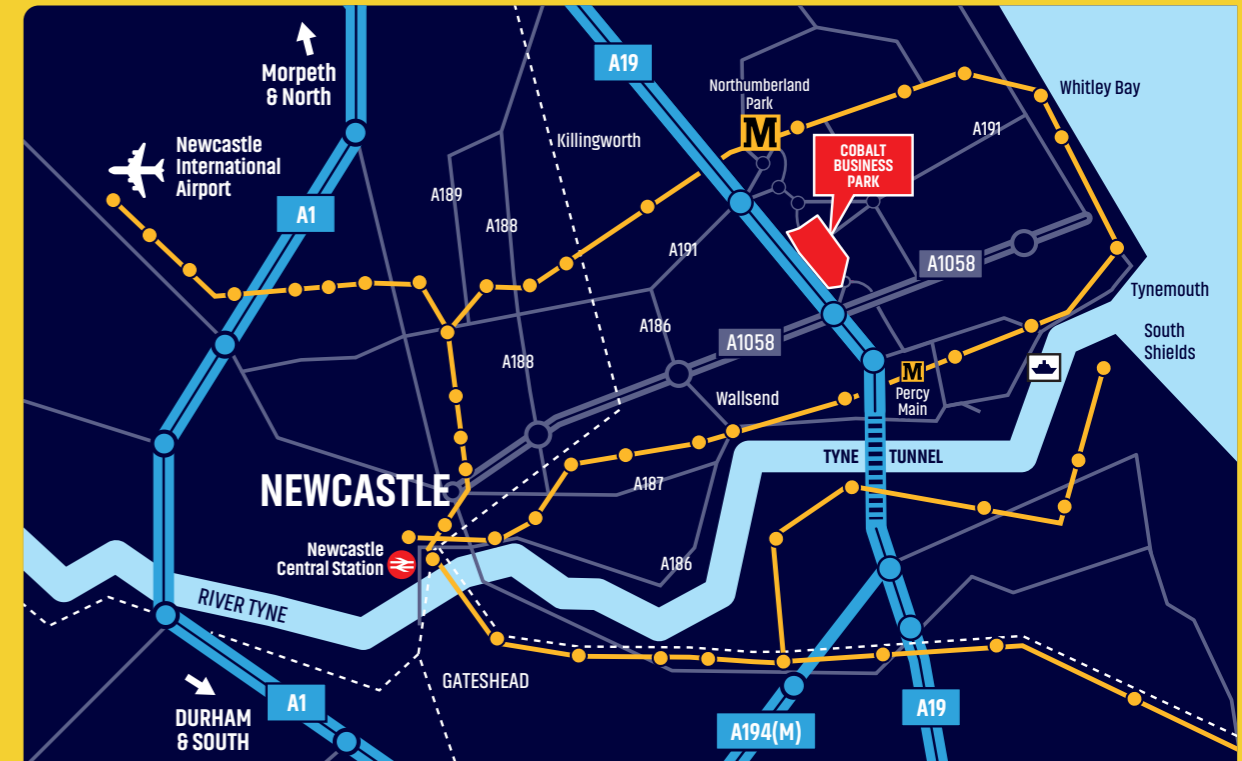 A19
Morpeth
& North
Northumberland
Park
M
Whitley Bay
Killingworth
A191
Newcastle
International
Airport
COBALT
BUSINESS
PARK
A189
A1
A188
A191
A1058
Tynemouth
A186
A1058
South
Shields
A188
M
Percy
Main
Wallsend
TYNE TUNNEL
NEWCASTLE
A187
Newcastle
Central Station
A186
RIVER TYNE
GATESHEAD
A1
DURHAM
& SOUTH
A194(M)
A19